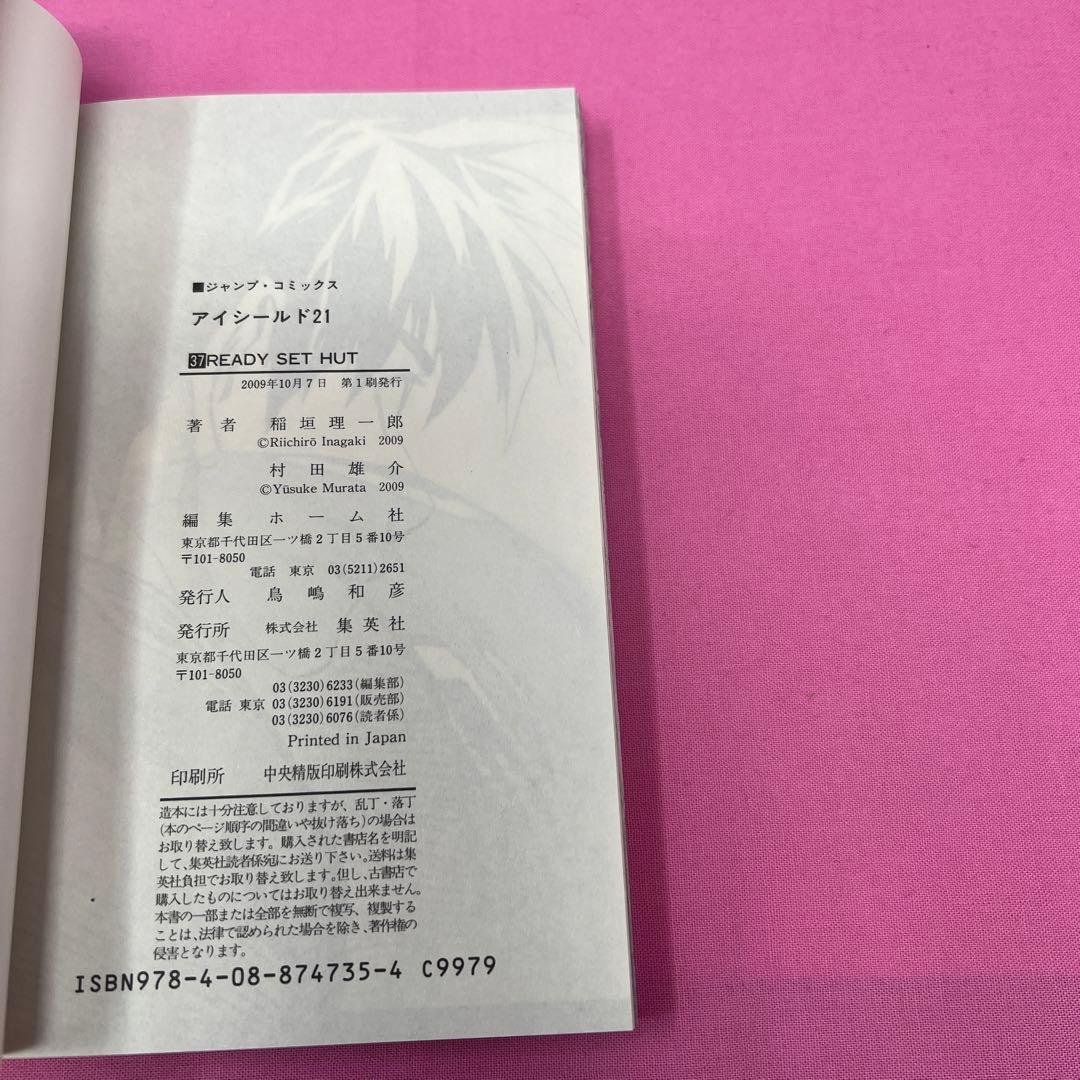 ■ジャンプ・コミックス
アイシールド21
37READY SET HUT
2009年10月7日 第1刷発行
著者 稲垣理一郎
©Riichirō Inagaki 2009
村田雄介
©Yūsuke Murata 2009
編集 ホーム社
東京都千代田区一ツ橋2丁目5番10号
〒101-8050
電話 東京 03(5211)2651
発行人 鳥嶋和彦
発行所 株式会社 集英社
東京都千代田区一ツ橋2丁目5番10号
〒101-8050
03(3230)6233(編集部)
電話 東京 03(3230)6191(販売部)
03(3230)6076(読者係)
Printed in Japan
印刷所 中央精版印刷株式会社
造本には十分注意しておりますが、乱丁・落丁
(本のページ順序の間違いや抜け落ち)の場合は
お取り替え致します。購入された書店名を明記
して、集英社読者係宛にお送り下さい。送料は集
英社負担でお取り替え致します。但し、古書店で
購入したものについてはお取り替え出来ません。
本書の一部または全部を無断で複写、複製する
ことは、法律で認められた場合を除き、著作権の
侵害となります。
ISBN978-4-08-874735-4 C9979